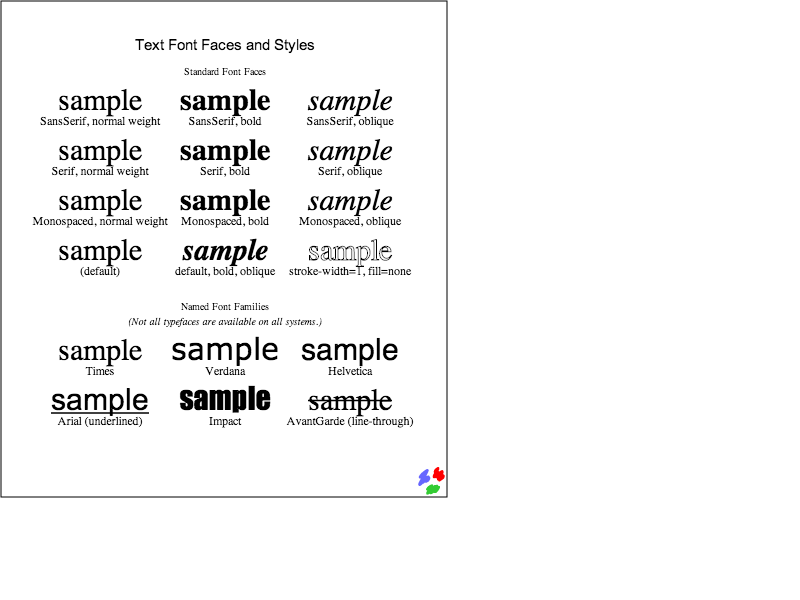 Text Font Faces and Styles
Standard Font Faces
sample sample sample
SansSerif, normal weight SansSerif, bold SansSerif, oblique
sample sample sample
Serif, normal weight Serif, bold Serif, oblique
sample sample sample
Monospaced, normal weight Monospaced, bold Monospaced, oblique
sample sample sample
(default) default, bold, oblique stroke-width=1, fill=none
Named Font Families
(Not all typefaces are available on all systems.)
sample sample sample
Times Verdana Helvetica
sample sample sample
Arial (underlined) Impact AvantGarde (line-through)